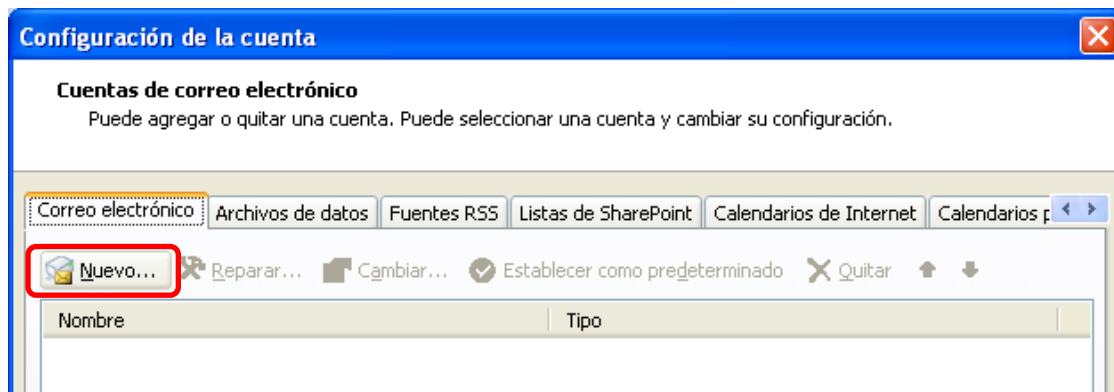 Configuración de la cuenta
Cuentas de correo electrónico
Puede agregar o quitar una cuenta. Puede seleccionar una cuenta y cambiar su configuración.
Correo electrónico Archivos de datos Fuentes RSS Listas de SharePoint Calendarios de Internet Calendarios p
Nuevo... Reparar... Cambiar... Establecer como predeterminado Quitar
Nombre Tipo